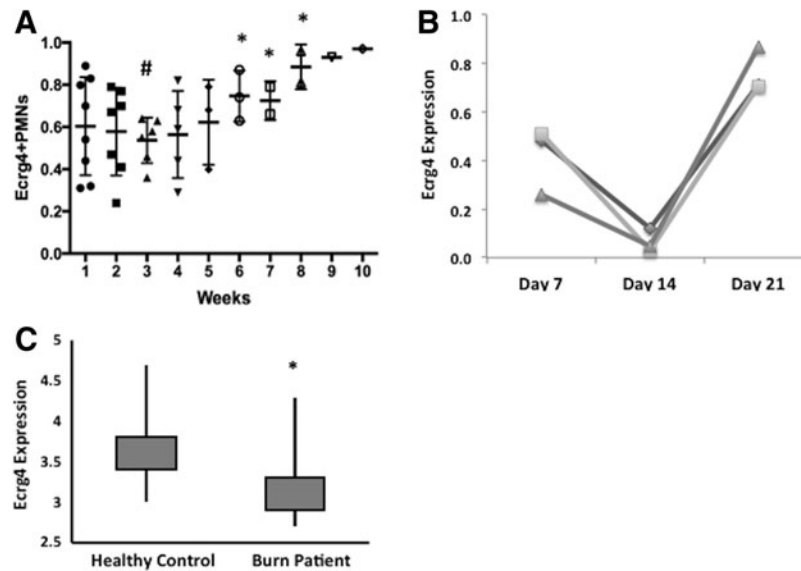 A
B
Ecrg4+PMNs
1.0
0.8
0.6
0.4
0.2
0.0
#
*
*
*
1 2 3 4 5 6 7 8 9 10
Weeks
Ecrg4 Expression
1.0
0.8
0.6
0.4
0.2
0.0
Day 7 Day 14 Day 21
C
Ecrg4 Expression
5
4.5
4
3.5
3
2.5
*
Healthy Control Burn Patient